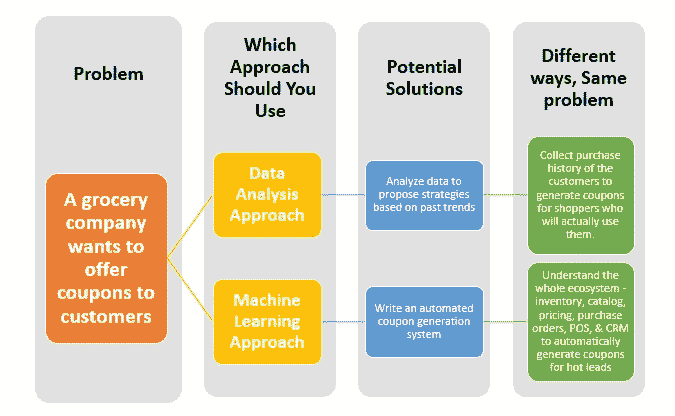 Problem
Which
Approach
Should You
Use
Potential
Solutions
Different
ways, Same
problem
A grocery
company
wants to
offer
coupons to
customers
Data
Analysis
Approach
Analyze data to
propose strategies
based on past trends
Collect purchase
history of the
customers to
generate coupons
for shoppers who
will actually use
them.
Machine
Learning
Approach
Write an automated
coupon generation
system
Understand the
whole ecosystem -
inventory, catalog,
pricing, purchase
orders, POS, & CRM
to automatically
generate coupons
for hot leads